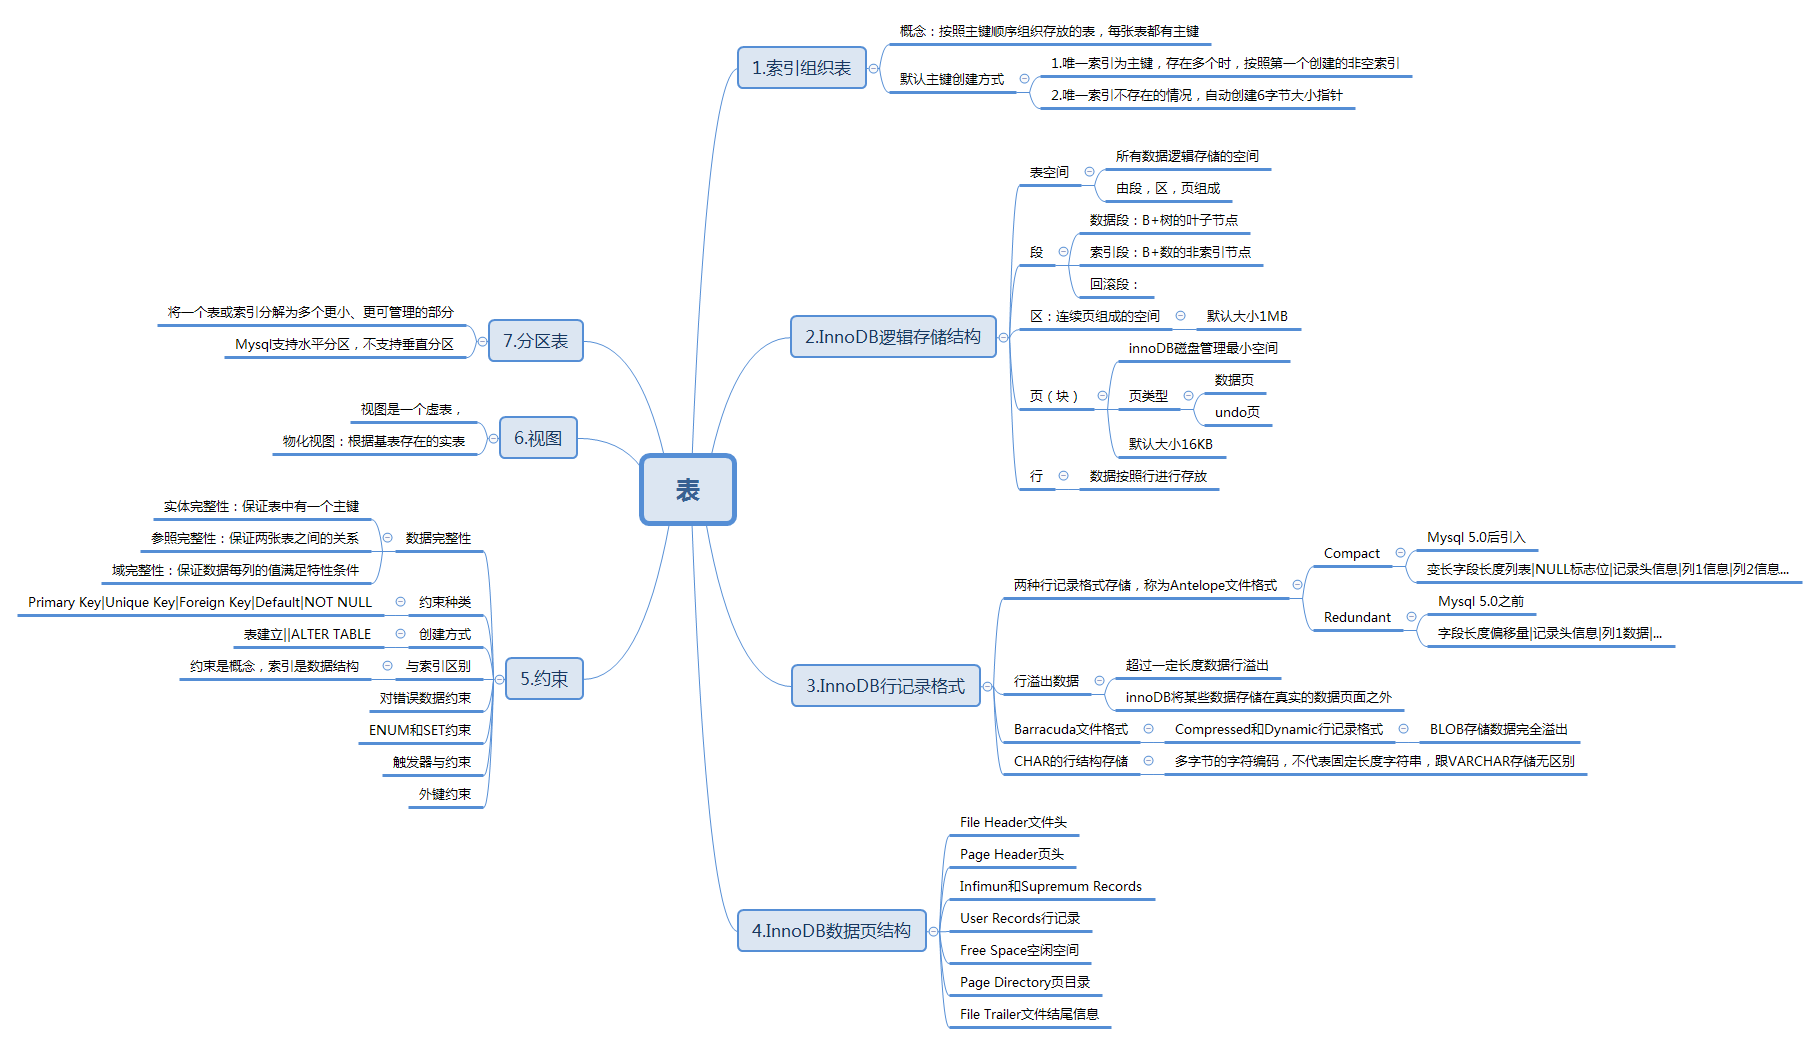 表
1.索引组织表
概念：按照主键顺序组织存放的表，每张表都有主键
默认主键创建方式
1.唯一索引为主键，存在多个时，按照第一个创建的非空索引
2.唯一索引不存在的情况，自动创建6字节大小指针
2.InnoDB逻辑存储结构
表空间
所有数据逻辑存储的空间
由段，区，页组成
段
数据段：B+树的叶子节点
索引段：B+数的非索引节点
回滚段：
区：连续页组成的空间
默认大小1MB
页（块）
innoDB磁盘管理最小空间
页类型
数据页
undo页
默认大小16KB
行
数据按照行进行存放
3.InnoDB行记录格式
两种行记录格式存储，称为Antelope文件格式
Compact
Mysql 5.0后引入
变长字段长度列表|NULL标志位|记录头信息|列1信息|列2信息...
Redundant
Mysql 5.0之前
字段长度偏移量|记录头信息|列1数据|...
行溢出数据
超过一定长度数据行溢出
innoDB将某些数据存储在真实的数据页面之外
Barracuda文件格式
Compressed和Dynamic行记录格式
BLOB存储数据完全溢出
CHAR的行结构存储
多字节的字符编码，不代表固定长度字符串，跟VARCHAR存储无区别
4.InnoDB数据页结构
File Header文件头
Page Header页头
Infimun和Supremum Records
User Records行记录
Free Space空闲空间
Page Directory页目录
File Trailer文件结尾信息
5.约束
数据完整性
实体完整性：保证表中有一个主键
参照完整性：保证两张表之间的关系
域完整性：保证数据每列的值满足特性条件
约束种类
Primary Key|Unique Key|Foreign Key|Default|NOT NULL
创建方式
表建立||ALTER TABLE
与索引区别
约束是概念，索引是数据结构
对错误数据约束
ENUM和SET约束
触发器与约束
外键约束
6.视图
视图是一个虚表，
物化视图：根据基表存在的实表
7.分区表
将一个表或索引分解为多个更小、更可管理的部分
Mysql支持水平分区，不支持垂直分区